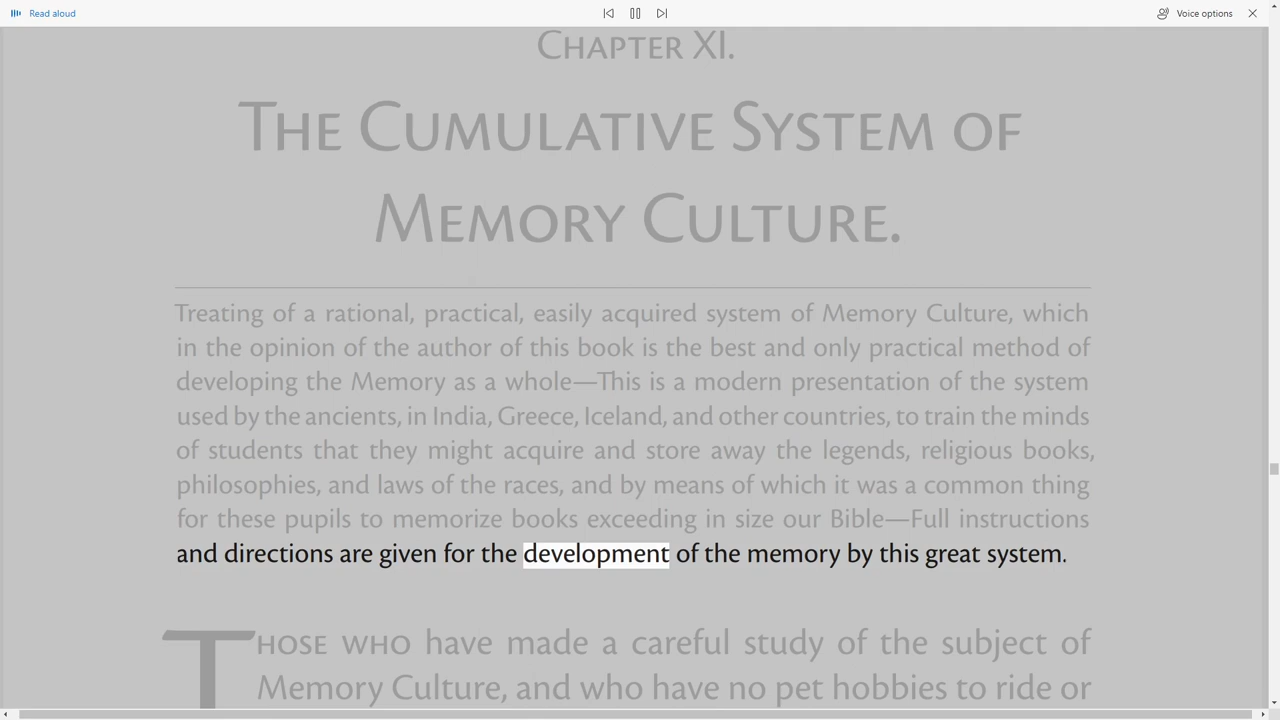 Read aloud
Voice options
CHAPTER XI.
THE CUMULATIVE SYSTEM OF
MEMORY CULTURE.
Treating of a rational, practical, easily acquired system of Memory Culture, which
in the opinion of the author of this book is the best and only practical method of
developing the Memory as a whole—This is a modern presentation of the system
used by the ancients, in India, Greece, Iceland, and other countries, to train the minds
of students that they might acquire and store away the legends, religious books,
philosophies, and laws of the races, and by means of which it was a common thing
for these pupils to memorize books exceeding in size our Bible—Full instructions
and directions are given for the development of the memory by this great system.
THOSE WHO have made a careful study of the subject of
Memory Culture, and who have no pet hobbies to ride or